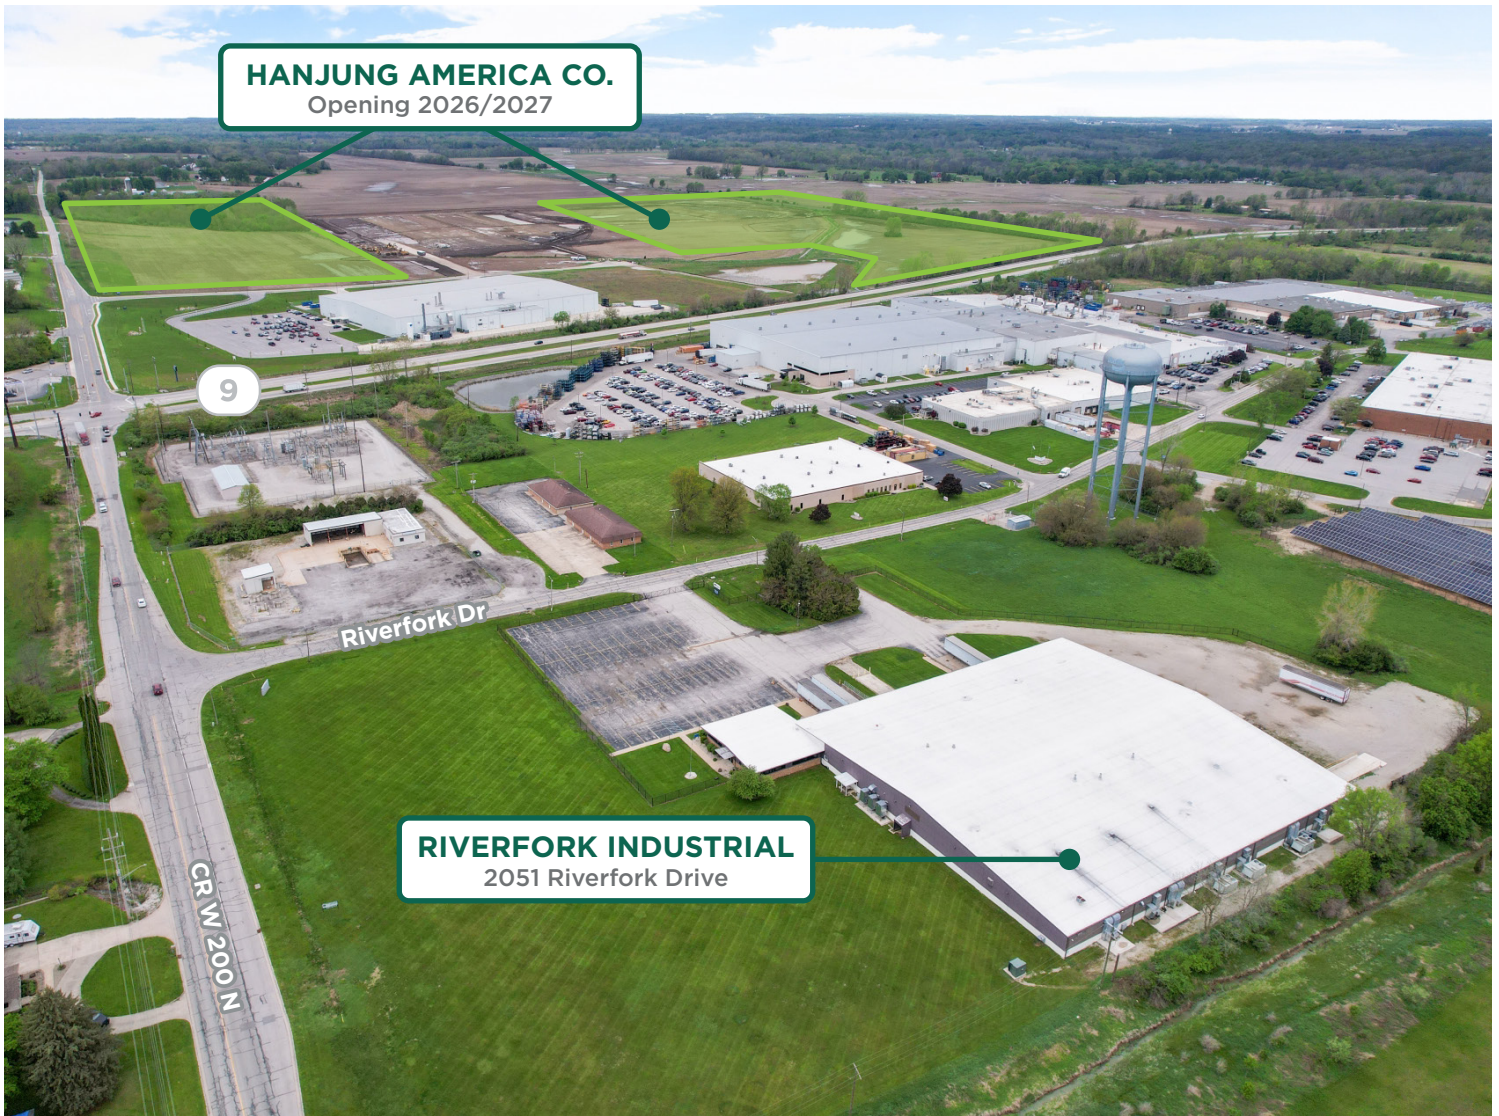 HANJUNG AMERICA CO.
Opening 2026/2027
9
Riverfork Dr
RIVERFORK INDUSTRIAL
2051 Riverfork Drive
CR W 200 N